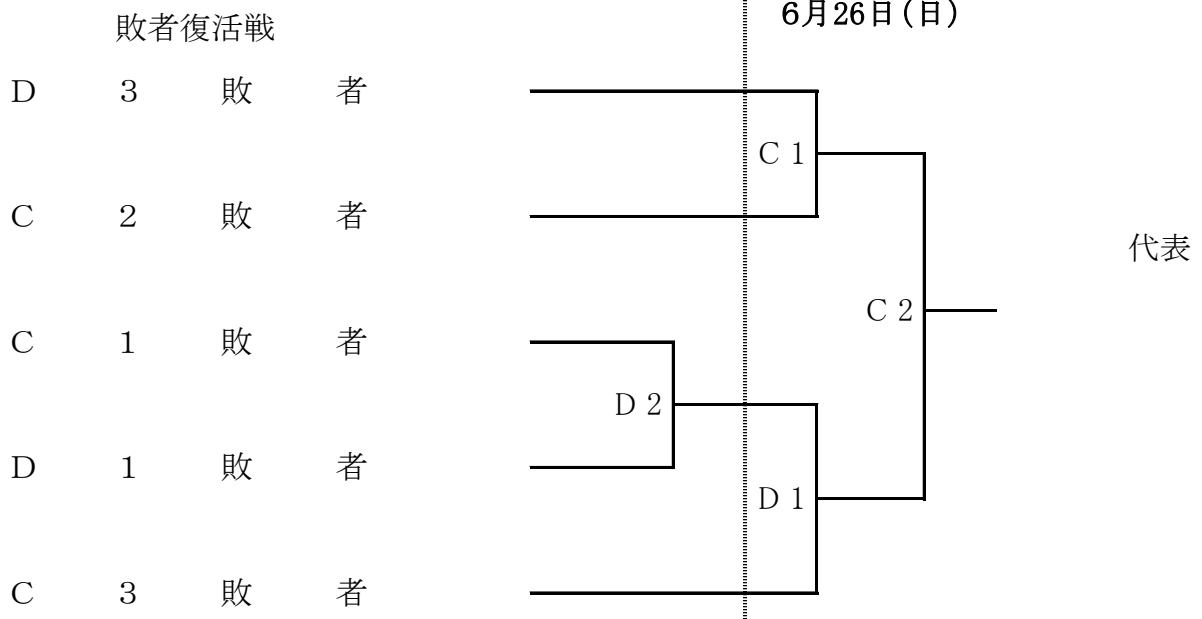 6月26日(日)
敗者復活戦
D 3 敗 者
C 1
C 2 敗 者
代表
C 2
C 1 敗 者
D 2
D 1 敗 者
D 1
C 3 敗 者